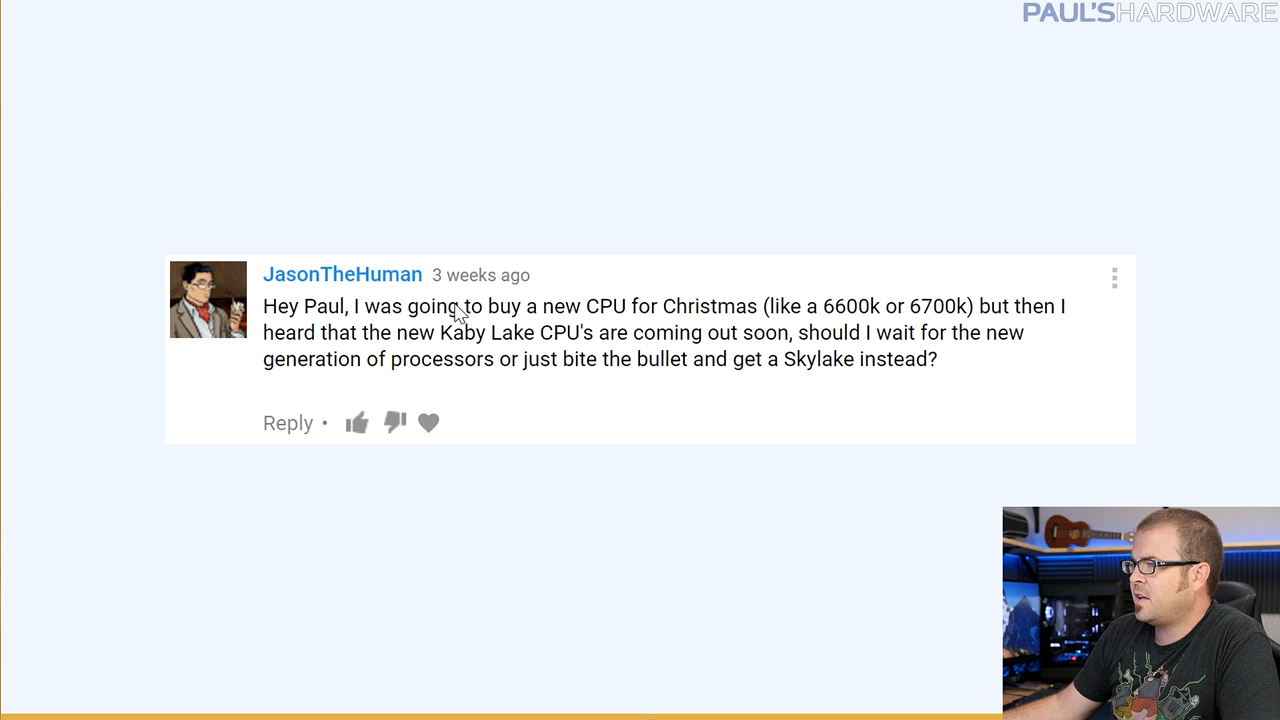 PAUL'SHARDWARE
JasonTheHuman 3 weeks ago
Hey Paul, I was going to buy a new CPU for Christmas (like a 6600k or 6700k) but then I
heard that the new Kaby Lake CPU's are coming out soon, should I wait for the new
generation of processors or just bite the bullet and get a Skylake instead?
Reply •